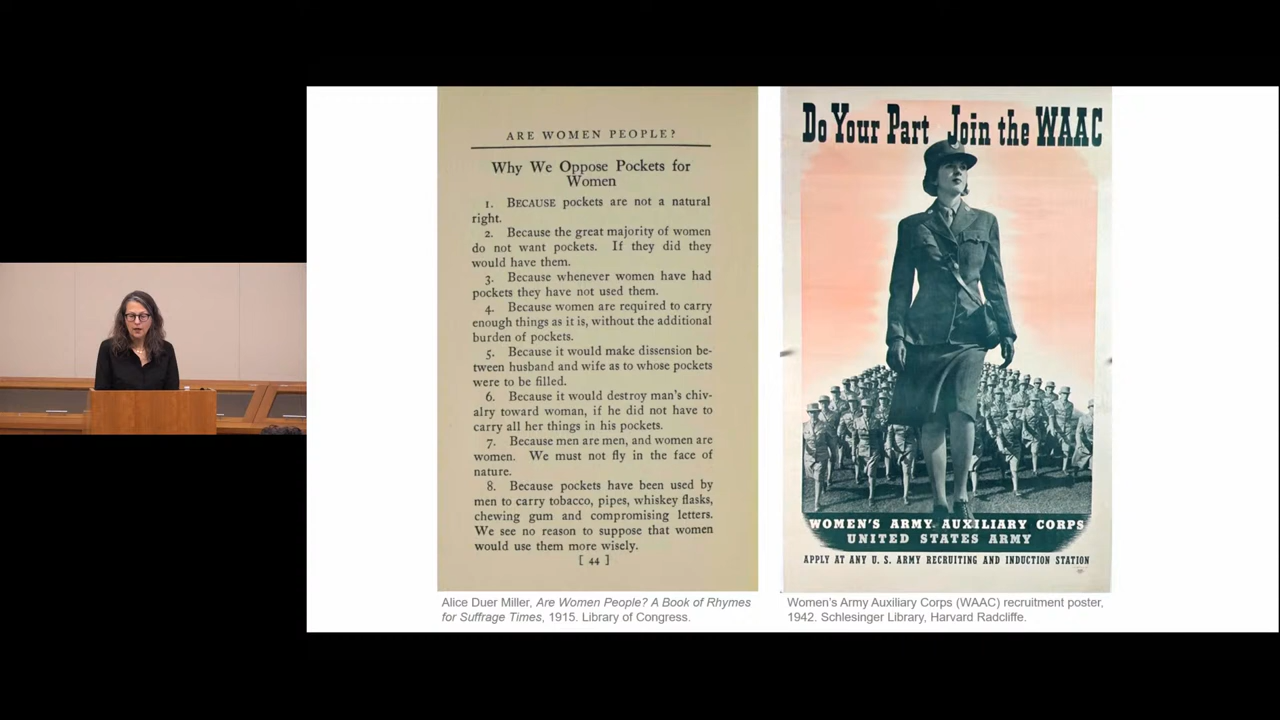 ARE WOMEN PEOPLE?
Why We Oppose Pockets for
Women
1. BECAUSE pockets are not a natural
right.
2. Because the great majority of women
do not want pockets. If they did they
would have them.
3. Because whenever women have had
pockets they have not used them.
4. Because women are required to carry
enough things as it is, without the additional
burden of pockets.
5. Because it would make dissension be-
tween husband and wife as to whose pockets
were to be filled.
6. Because it would destroy man's chiv-
alry toward woman, if he did not have to
carry all her things in his pockets.
7. Because men are men, and women are
women. We must not fly in the face of
nature.
8. Because pockets have been used by
men to carry tobacco, pipes, whiskey flasks,
chewing gum and compromising letters.
We see no reason to suppose that women
would use them more wisely.
[ 44 ]
Alice Duer Miller, Are Women People? A Book of Rhymes
for Suffrage Times, 1915. Library of Congress.
Do Your Part Join the WAAC
WOMEN'S ARMY AUXILIARY CORPS
UNITED STATES ARMY
APPLY AT ANY U. S. ARMY RECRUITING AND INDUCTION STATION
Women's Army Auxiliary Corps (WAAC) recruitment poster,
1942. Schlesinger Library, Harvard Radcliffe.